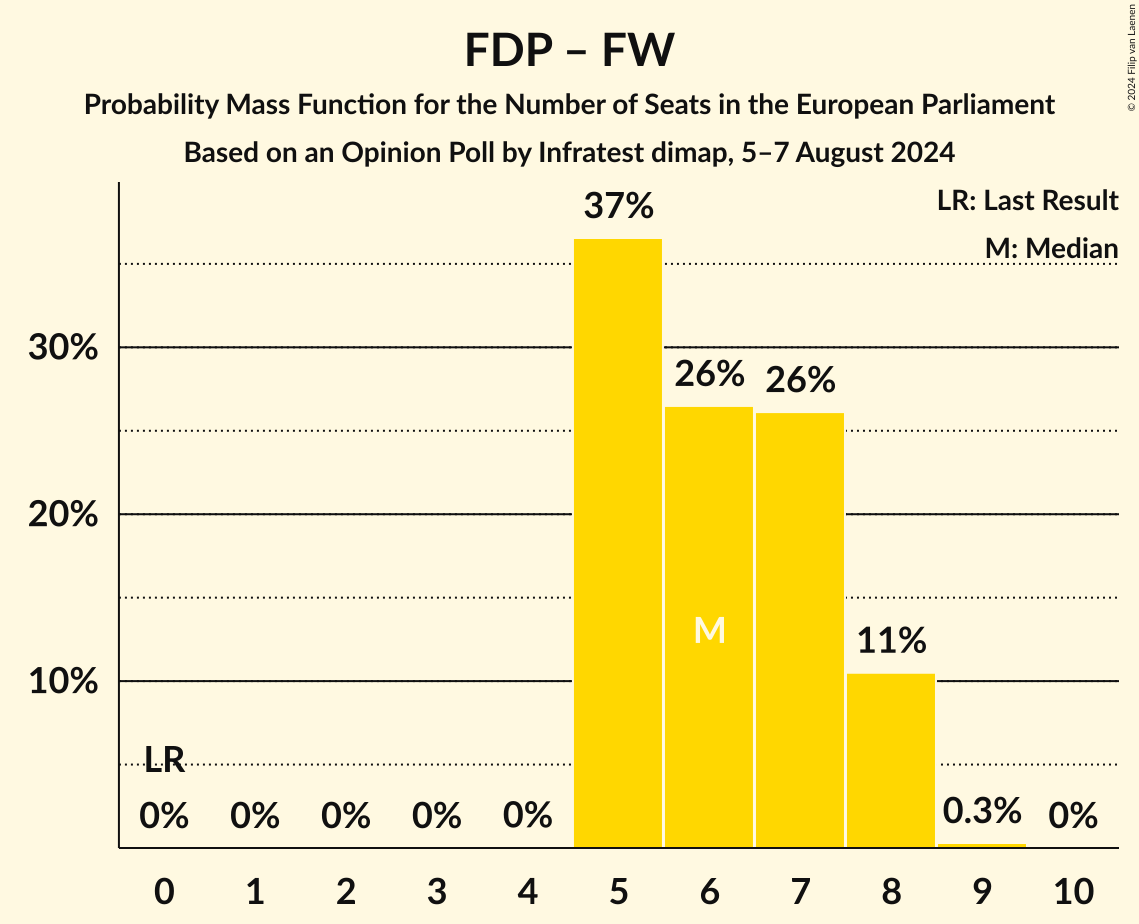 FDP – FW
Probability Mass Function for the Number of Seats in the European Parliament
Based on an Opinion Poll by Infratest dimap, 5–7 August 2024
© 2024 Filip van Laenen
LR: Last Result
M: Median
37%
30%
26%
26%
20%
M
11%
10%
LR
0%
0%
0%
0%
0%
0.3%
0%
0 1 2 3 4 5 6 7 8 9 10